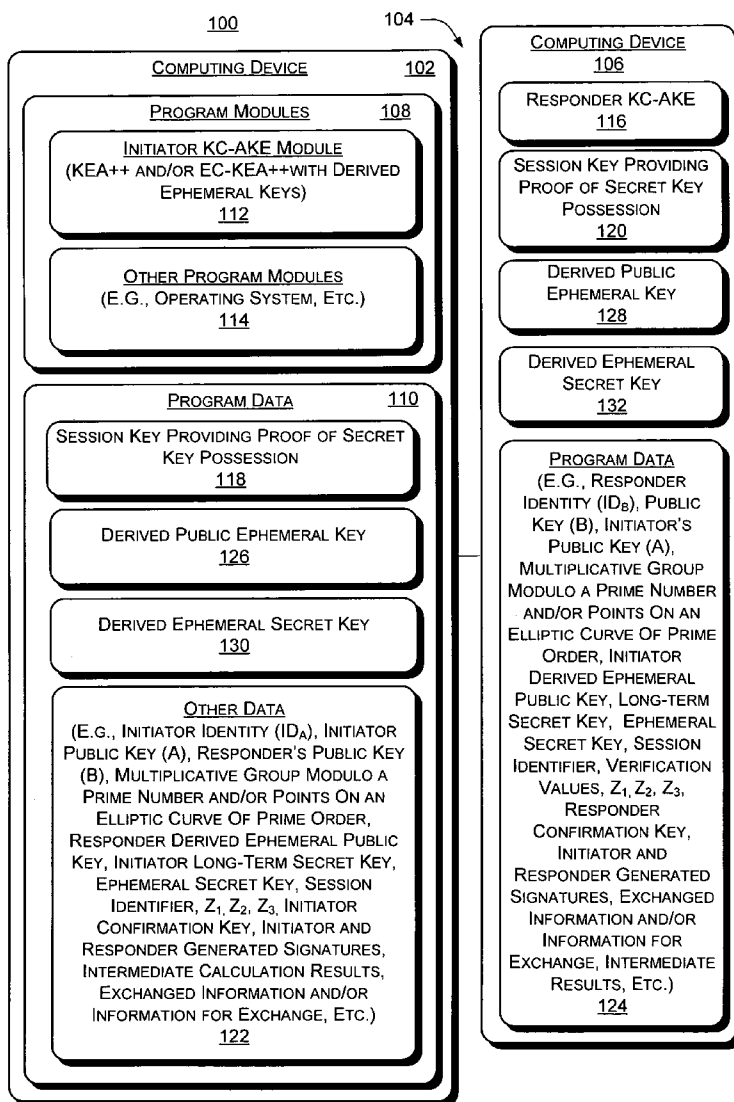 100
104
COMPUTING DEVICE 102
PROGRAM MODULES 108
INITIATOR KC-AKE MODULE
(KEA++ AND/OR EC-KEA++WITH DERIVED
EPHEMERAL KEYS)
112
OTHER PROGRAM MODULES
(E.G., OPERATING SYSTEM, ETC.)
114
PROGRAM DATA 110
SESSION KEY PROVIDING PROOF OF SECRET
KEY POSSESSION
118
DERIVED PUBLIC EPHEMERAL KEY
126
DERIVED EPHEMERAL SECRET KEY
130
OTHER DATA
(E.G., INITIATOR IDENTITY (ID_A), INITIATOR
PUBLIC KEY (A), RESPONDER'S PUBLIC KEY
(B), MULTIPLICATIVE GROUP MODULO A
PRIME NUMBER AND/OR POINTS ON AN
ELLIPTIC CURVE OF PRIME ORDER,
RESPONDER DERIVED EPHEMERAL PUBLIC
KEY, INITIATOR LONG-TERM SECRET KEY,
EPHEMERAL SECRET KEY, SESSION
IDENTIFIER, Z_1, Z_2, Z_3, INITIATOR
CONFIRMATION KEY, INITIATOR AND
RESPONDER GENERATED SIGNATURES,
INTERMEDIATE CALCULATION RESULTS,
EXCHANGED INFORMATION AND/OR
INFORMATION FOR EXCHANGE, ETC.)
122
COMPUTING DEVICE
106
RESPONDER KC-AKE
116
SESSION KEY PROVIDING
PROOF OF SECRET KEY
POSSESSION
120
DERIVED PUBLIC
EPHEMERAL KEY
128
DERIVED EPHEMERAL
SECRET KEY
132
PROGRAM DATA
(E.G., RESPONDER
IDENTITY (ID_B), PUBLIC
KEY (B), INITIATOR'S
PUBLIC KEY (A),
MULTIPLICATIVE GROUP
MODULO A PRIME NUMBER
AND/OR POINTS ON AN
ELLIPTIC CURVE OF PRIME
ORDER, INITIATOR
DERIVED EPHEMERAL
PUBLIC KEY, LONG-TERM
SECRET KEY, EPHEMERAL
SECRET KEY, SESSION
IDENTIFIER, VERIFICATION
VALUES, Z_1, Z_2, Z_3,
RESPONDER
CONFIRMATION KEY,
INITIATOR AND
RESPONDER GENERATED
SIGNATURES, EXCHANGED
INFORMATION AND/OR
INFORMATION FOR
EXCHANGE, INTERMEDIATE
RESULTS, ETC.)
124